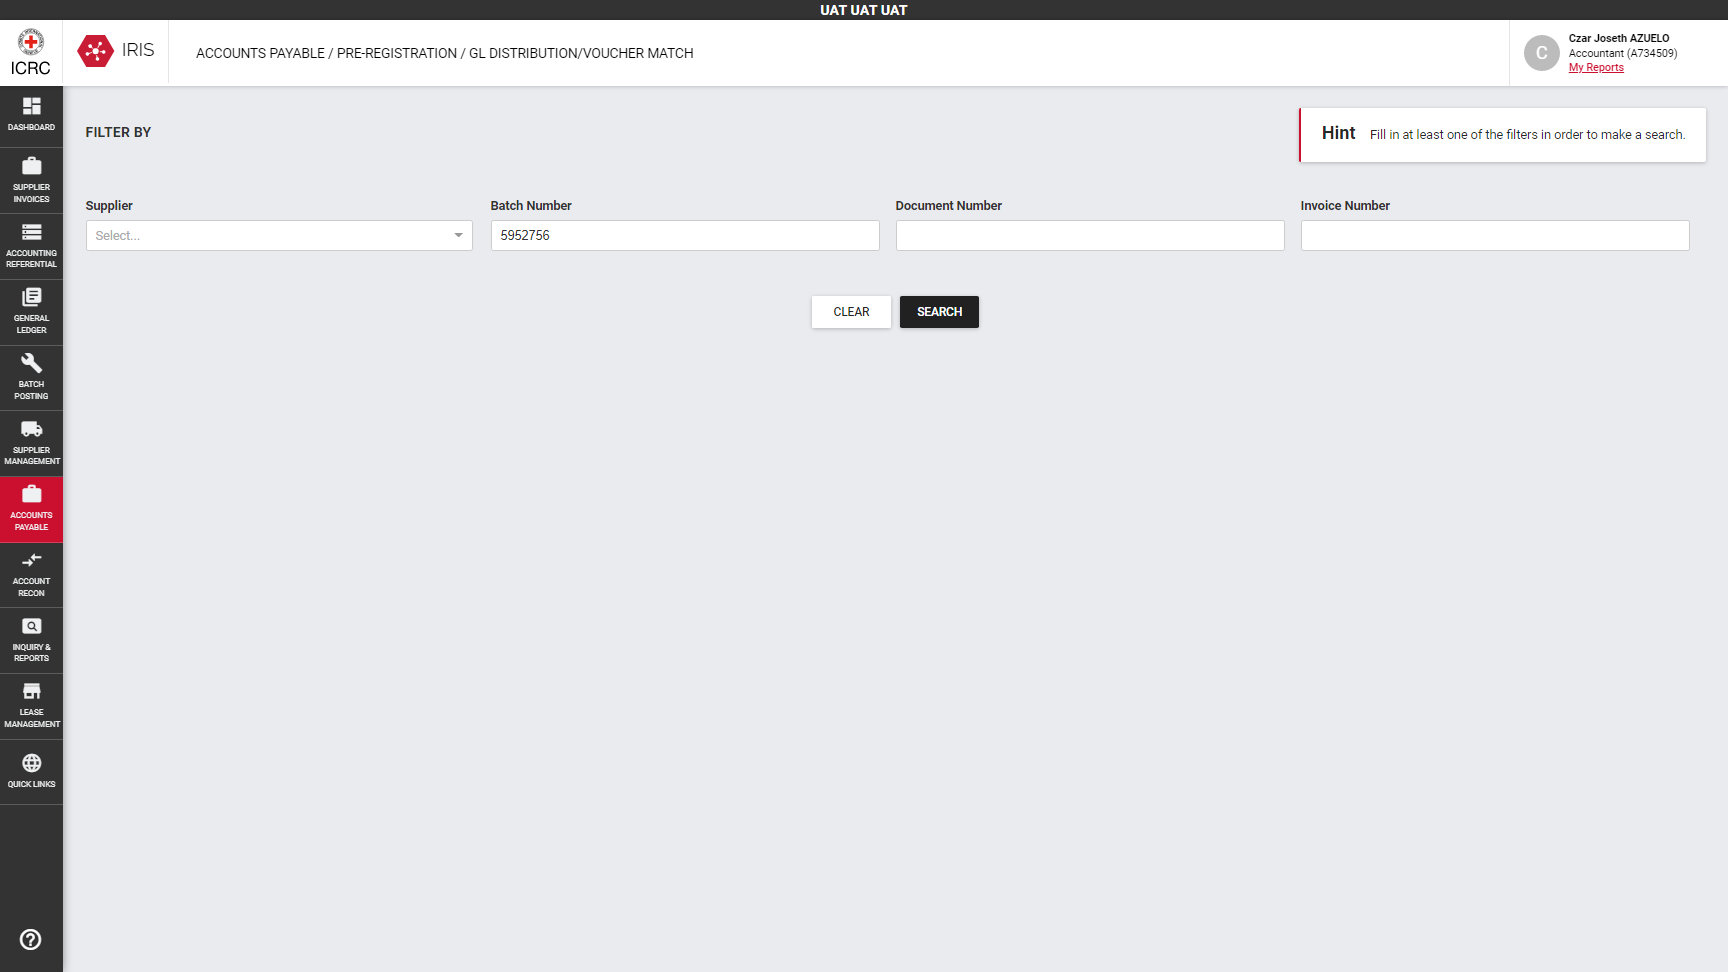 UAT UAT UAT
ICRC
IRIS
ACCOUNTS PAYABLE / PRE-REGISTRATION / GL DISTRIBUTION/VOUCHER MATCH
C
Czar Joseth AZUELO
Accountant (A734509)
My Reports
DASHBOARD
SUPPLIER
INVOICES
ACCOUNTING
REFERENTIAL
GENERAL
LEDGER
BATCH
POSTING
SUPPLIER
MANAGEMENT
ACCOUNTS
PAYABLE
ACCOUNT
RECON
INQUIRY &
REPORTS
LEASE
MANAGEMENT
QUICK LINKS
FILTER BY
Hint Fill in at least one of the filters in order to make a search.
Supplier
Select...
Batch Number
5952756
Document Number
Invoice Number
CLEAR
SEARCH